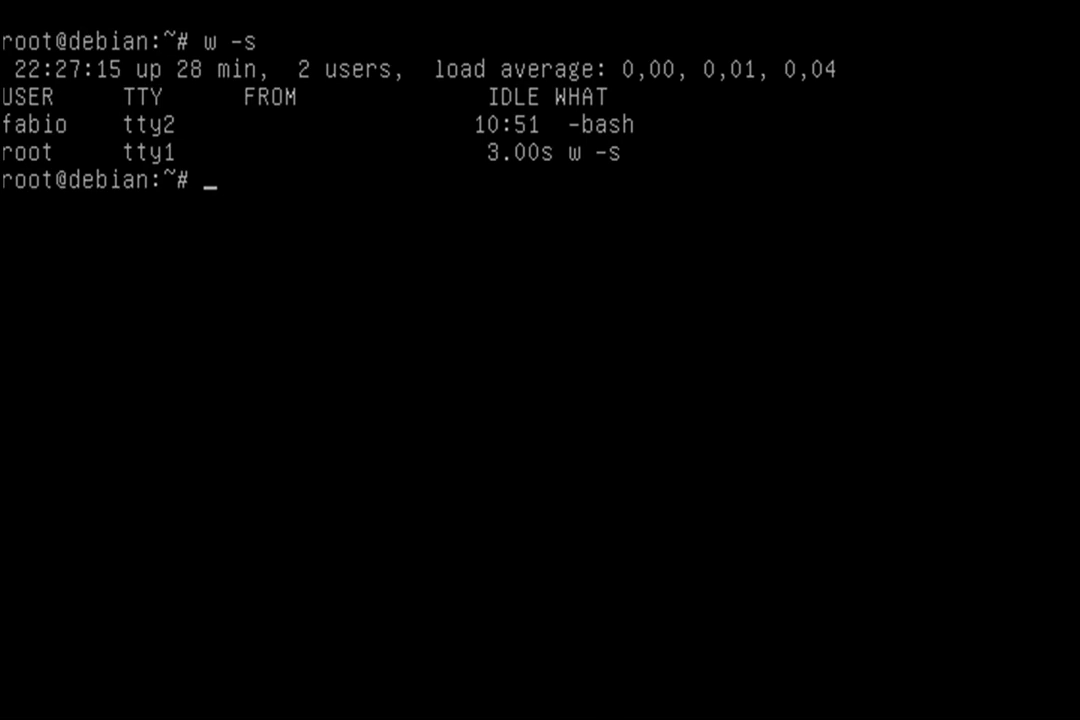 root@debian:~# w -s
 22:27:15 up 28 min,  2 users,  load average: 0,00, 0,01, 0,04
USER     TTY      FROM              IDLE WHAT
fabio    tty2                      10:51  -bash
root     tty1                       3.00s w -s
root@debian:~# _